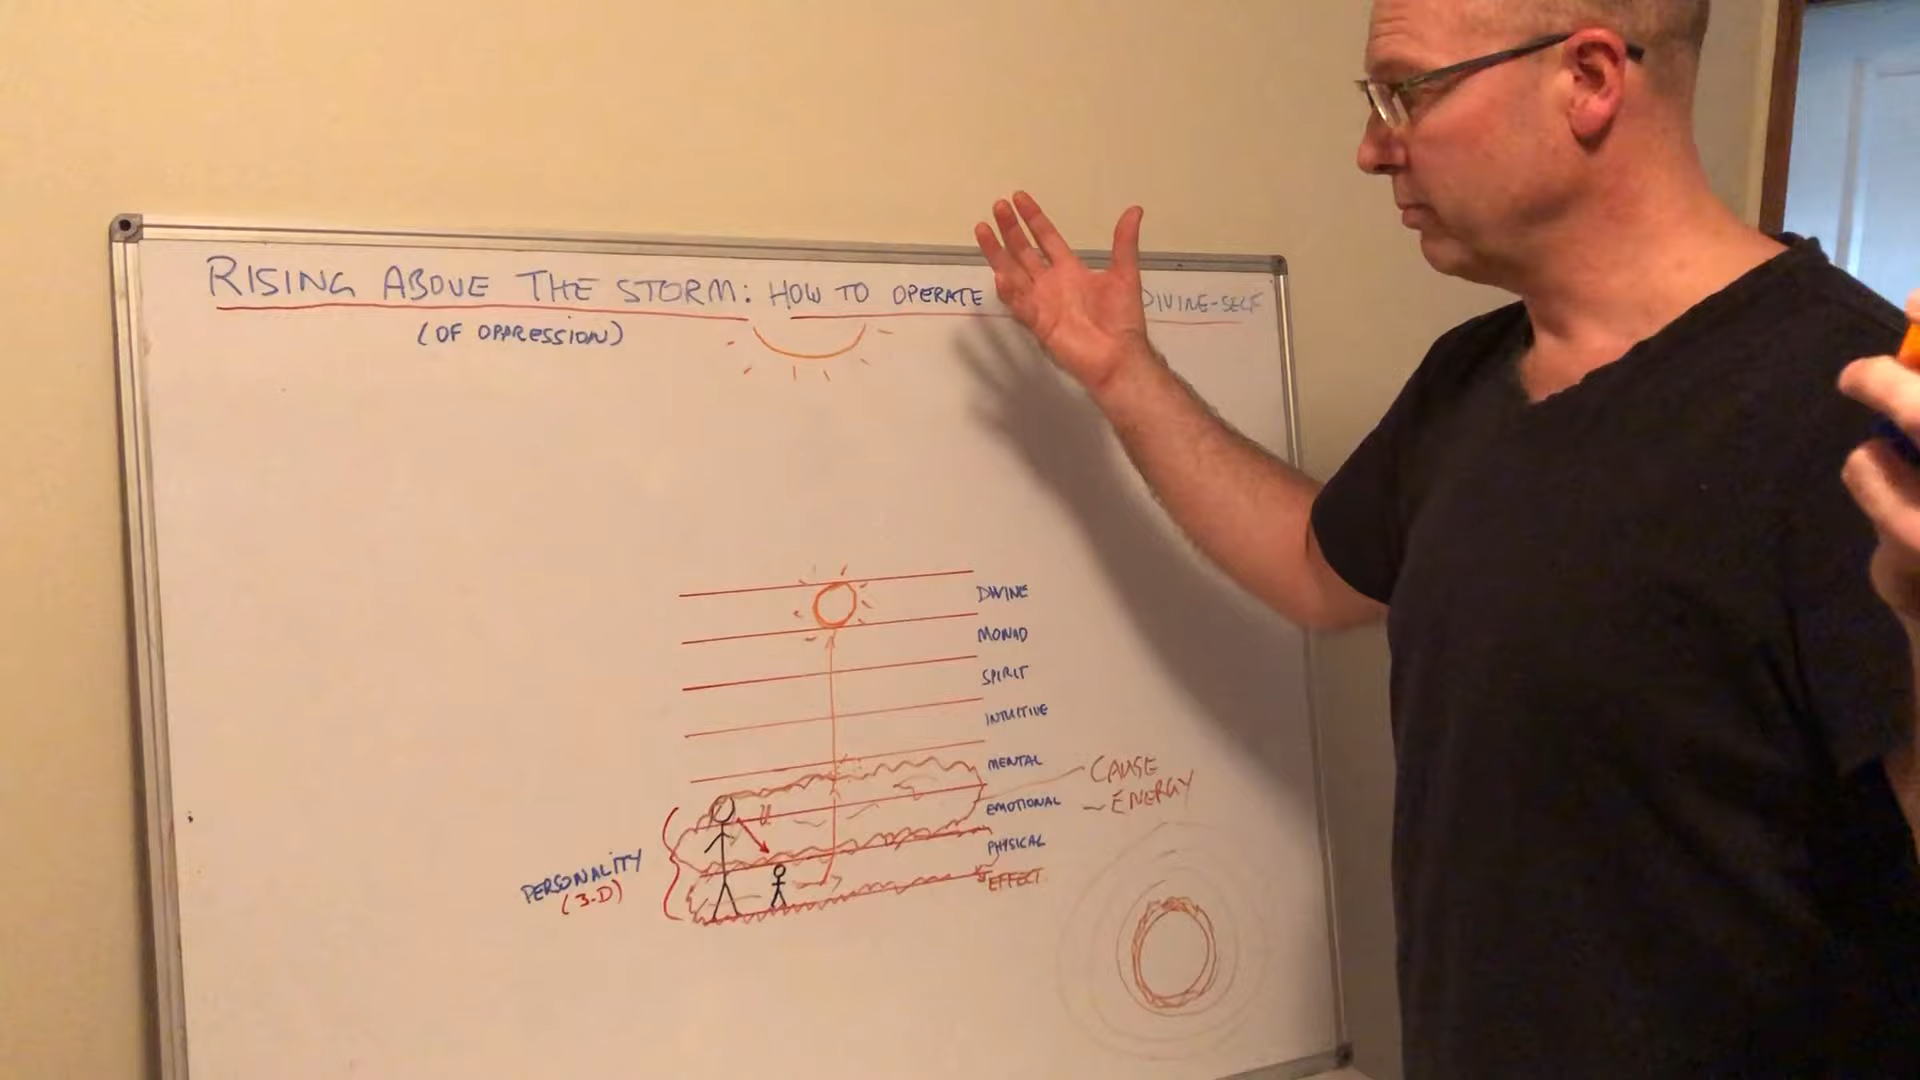 RISING ABOVE THE STORM: HOW TO OPERATE DIVINE-SELF
(OF OPPRESSION)
DIVINE
MONAD
SPIRIT
INTUITIVE
MENTAL
CAUSE
EMOTIONAL
ENERGY
PHYSICAL
PERSONALITY
EFFECT
(3-D)